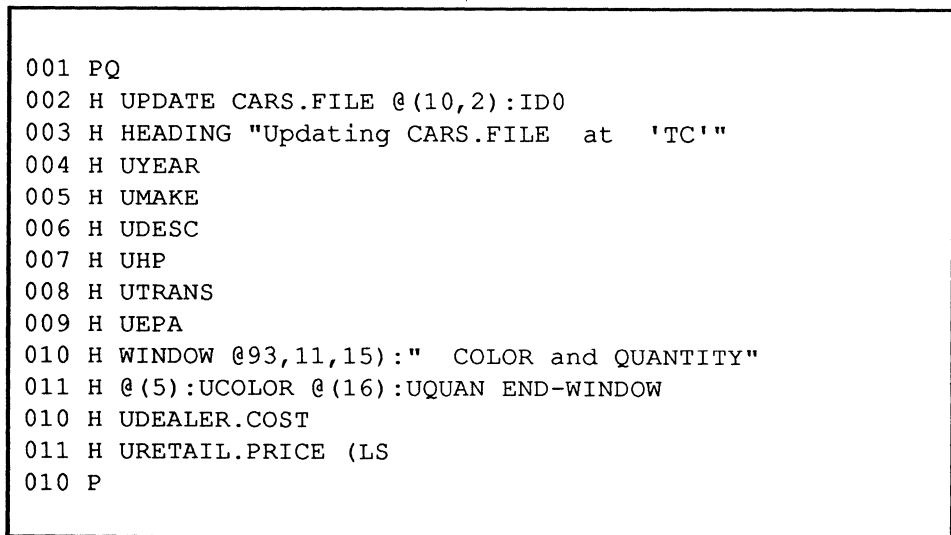 001 PQ
002 H UPDATE CARS.FILE @(10,2):ID0
003 H HEADING "Updating CARS.FILE  at  'TC'"
004 H UYEAR
005 H UMAKE
006 H UDESC
007 H UHP
008 H UTRANS
009 H UEPA
010 H WINDOW @93,11,15):"  COLOR and QUANTITY"
011 H @(5):UCOLOR @(16):UQUAN END-WINDOW
010 H UDEALER.COST
011 H URETAIL.PRICE (LS
010 P